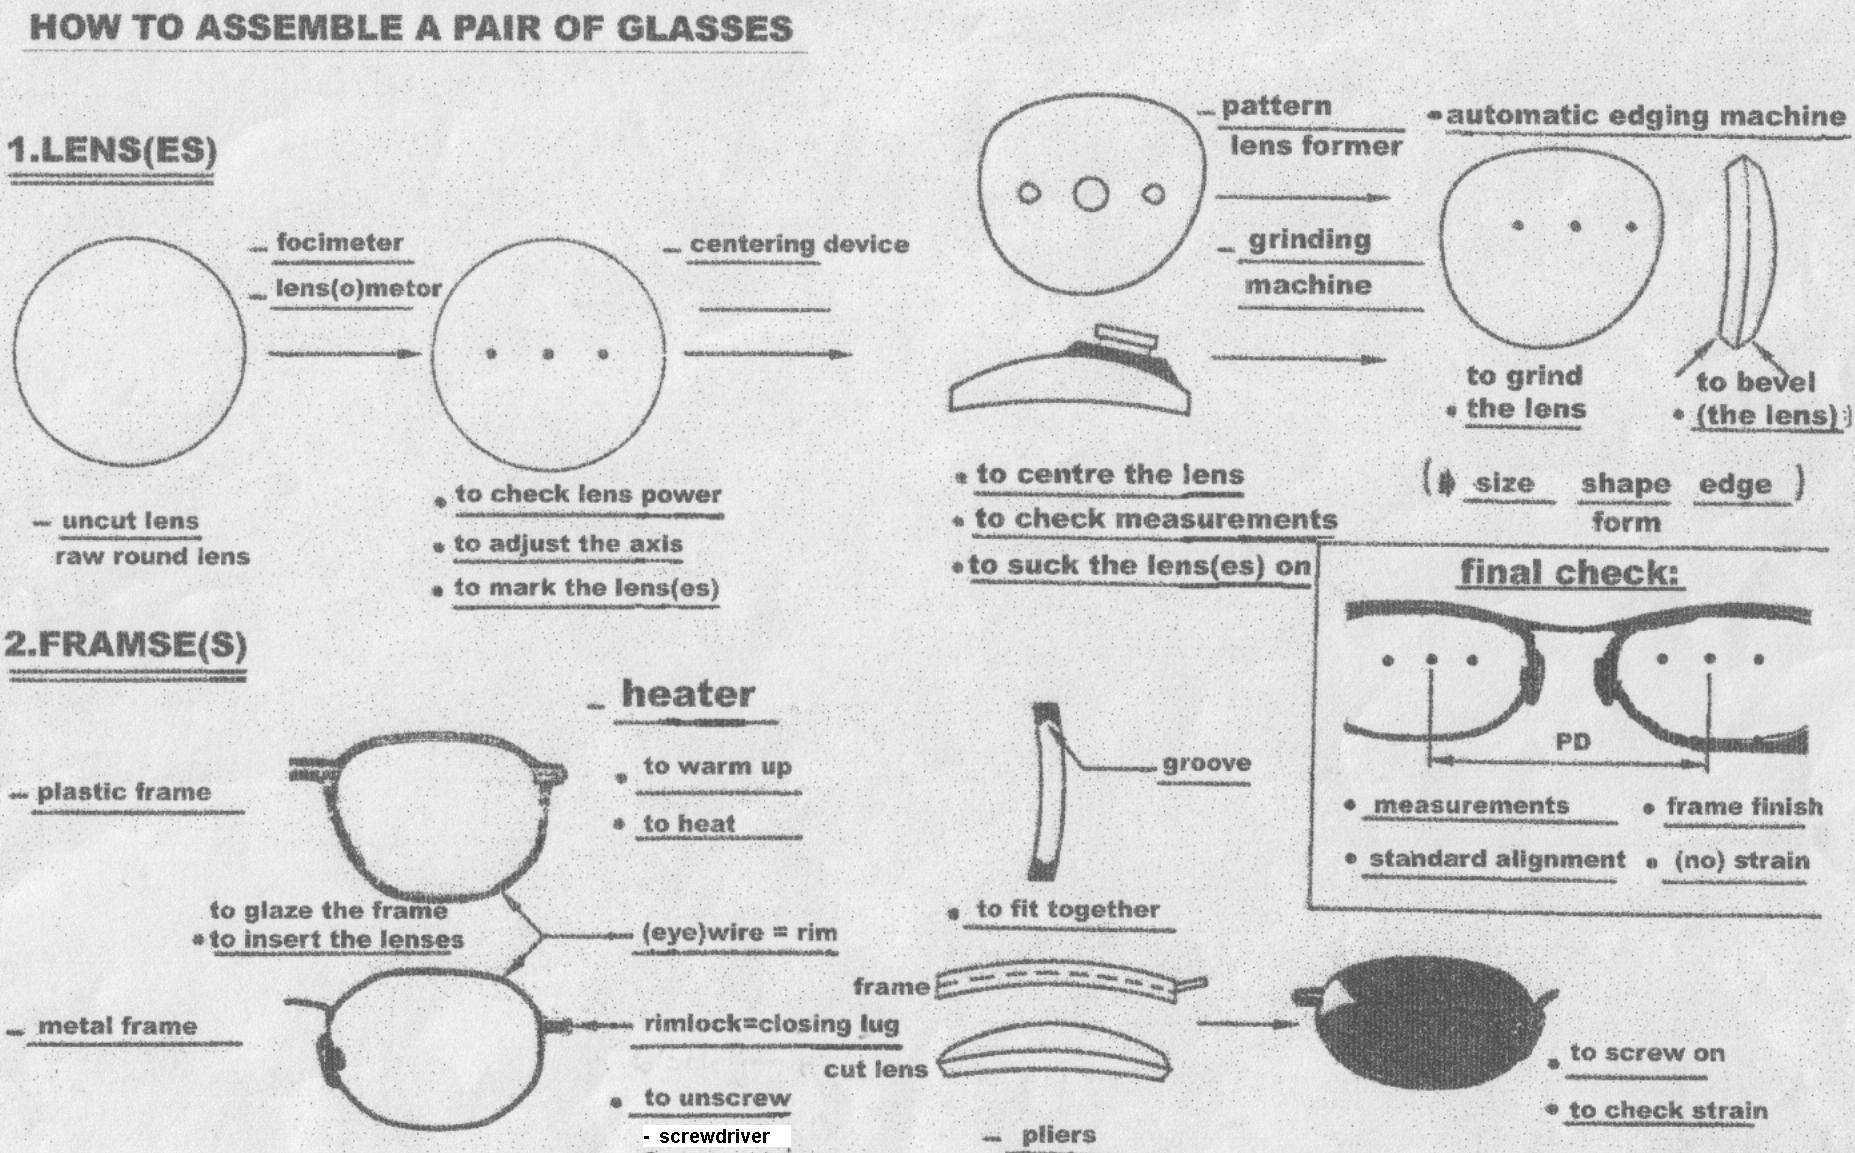 HOW TO ASSEMBLE A PAIR OF GLASSES
1.LENS(ES)
– focimeter
– lens(o)metor
– centering device
– pattern
lens former
– grinding
machine
• automatic edging machine
– uncut lens
raw round lens
• to check lens power
• to adjust the axis
• to mark the lens(es)
• to centre the lens
• to check measurements
• to suck the lens(es) on
to grind
• the lens
to bevel
• (the lens)
( size shape edge )
form
2.FRAMSE(S)
– plastic frame
– heater
• to warm up
• to heat
to glaze the frame
• to insert the lenses
(eye)wire = rim
– metal frame
rimlock=closing lug
• to unscrew
- screwdriver
groove
• to fit together
frame
cut lens
– pliers
final check:
PD
• measurements
• frame finish
• standard alignment
• (no) strain
• to screw on
• to check strain